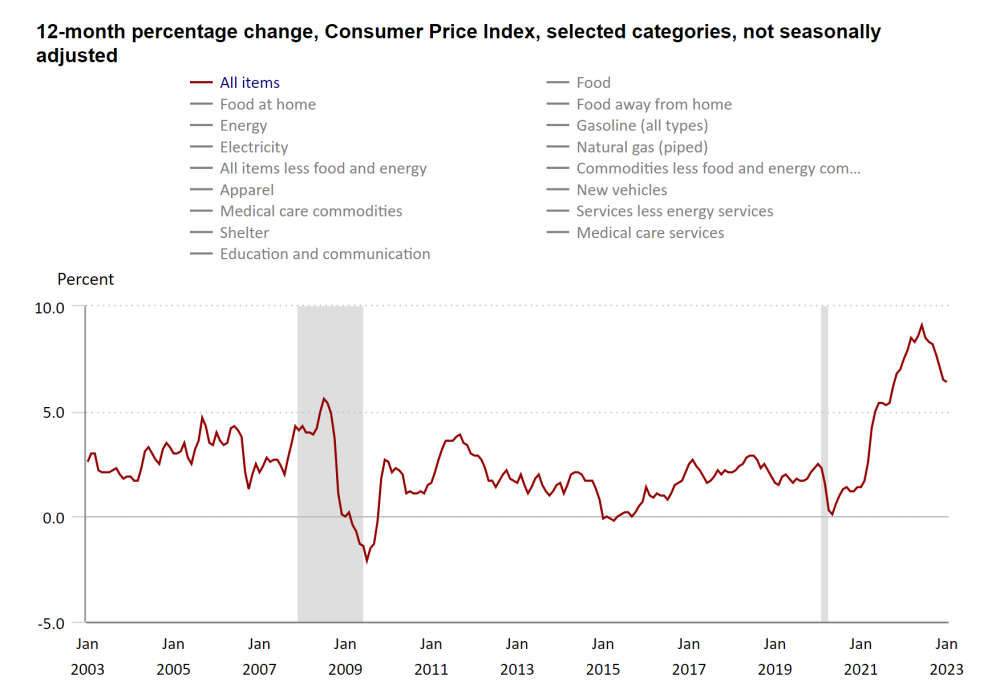 12-month percentage change, Consumer Price Index, selected categories, not seasonally
adjusted
All items
Food
Food at home
Food away from home
Energy
Gasoline (all types)
Electricity
Natural gas (piped)
All items less food and energy
Commodities less food and energy com...
Apparel
New vehicles
Medical care commodities
Services less energy services
Shelter
Medical care services
Education and communication
Percent
10.0
5.0
0.0
-5.0
Jan Jan Jan Jan Jan Jan Jan Jan Jan Jan Jan
2003 2005 2007 2009 2011 2013 2015 2017 2019 2021 2023